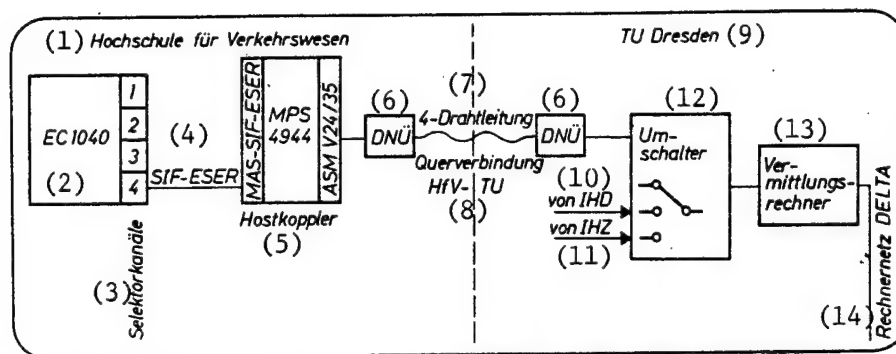 (1) Hochschule für Verkehrswesen
TU Dresden (9)
EC1040
(2)
1
2
3
4
(3)
Selektorkanäle
(4)
SIF-ESER
MAS-SIF-ESER
MPS
4944
ASM V24/35
Hostkoppler
(5)
(6)
DNÜ
(7)
4-Drahtleitung
Querverbindung
HfV- TU
(8)
(6)
DNÜ
(10)
von IHD
von IHZ
(11)
(12)
Um-
schalter
(13)
Ver-
mittlungs-
rechner
(14)
Rechnernetz DELTA